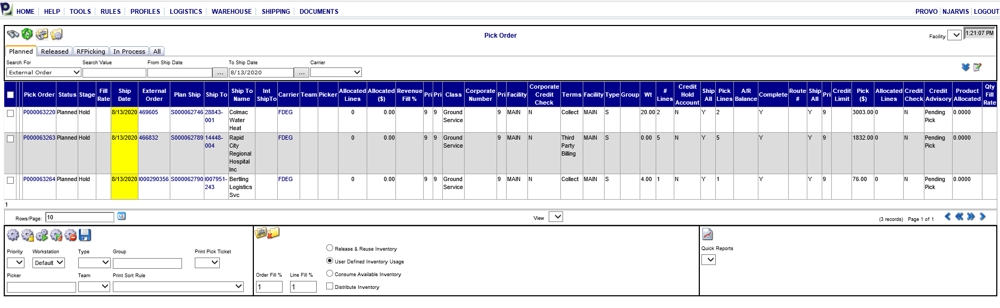 HOME HELP TOOLS RULES PROFILES LOGISTICS WAREHOUSE SHIPPING DOCUMENTS PROVO NJARVIS LOGOUT
Pick Order
Facility 1:21:07 PM
Planned Released RFPicking In Process All
Search For Search Value From Ship Date To Ship Date Carrier
External Order ... 8/13/2020 ...
Pick Order Status Stage Fill Rate Ship Date External Order Plan Ship Ship To Ship To Name Int ShipTo Carrier Team Picker Allocated Lines Allocated ($) Revenue Fill % Pri Pri Class Corporate Number Pri Facility Corporate Credit Check Terms Facility Type Group Wt # Lines Credit Hold Account Ship All Pick Lines A/R Balance Complete Route # Ship All Pri Credit Limit Pick ($) Allocated Lines Credit Check Credit Advisory Product Allocated Qty Fill Rate
P000063220 Planned Hold 8/13/2020 469605 S000062746 28843-001 Colmac Water Heat FDEG 0 0.00 9 9 Ground Service 9 MAIN N Collect MAIN S 20.00 2 N Y 2 Y Y 9 3003.00 0 N Pending Pick 0.0000
P000063263 Planned Hold 8/13/2020 466832 S000062789 14448-004 Rapid City Regional Hospital Inc FDEG 0 0.00 9 9 Ground Service 9 MAIN N Third Party Billing MAIN S 0.00 5 N Y 5 Y Y 9 1832.00 0 N Pending Pick 0.0000
P000063264 Planned Hold 8/13/2020 I000290356 S000062790 I007951-243 Bertling Logistics Svc FDEG 0 0.00 9 9 Ground Service 9 MAIN N Collect MAIN S 4.00 1 N Y 1 Y Y 9 76.00 0 N Pending Pick 0.0000
1
Rows/Page: 10 View (3 records) Page 1 of 1
Priority Workstation Type Group Print Pick Ticket
Default
Picker Team Print Sort Rule
Release & Reuse Inventory
User Defined Inventory Usage
Consume Available Inventory
Order Fill % Line Fill %
1 1
Distribute Inventory
Quick Reports